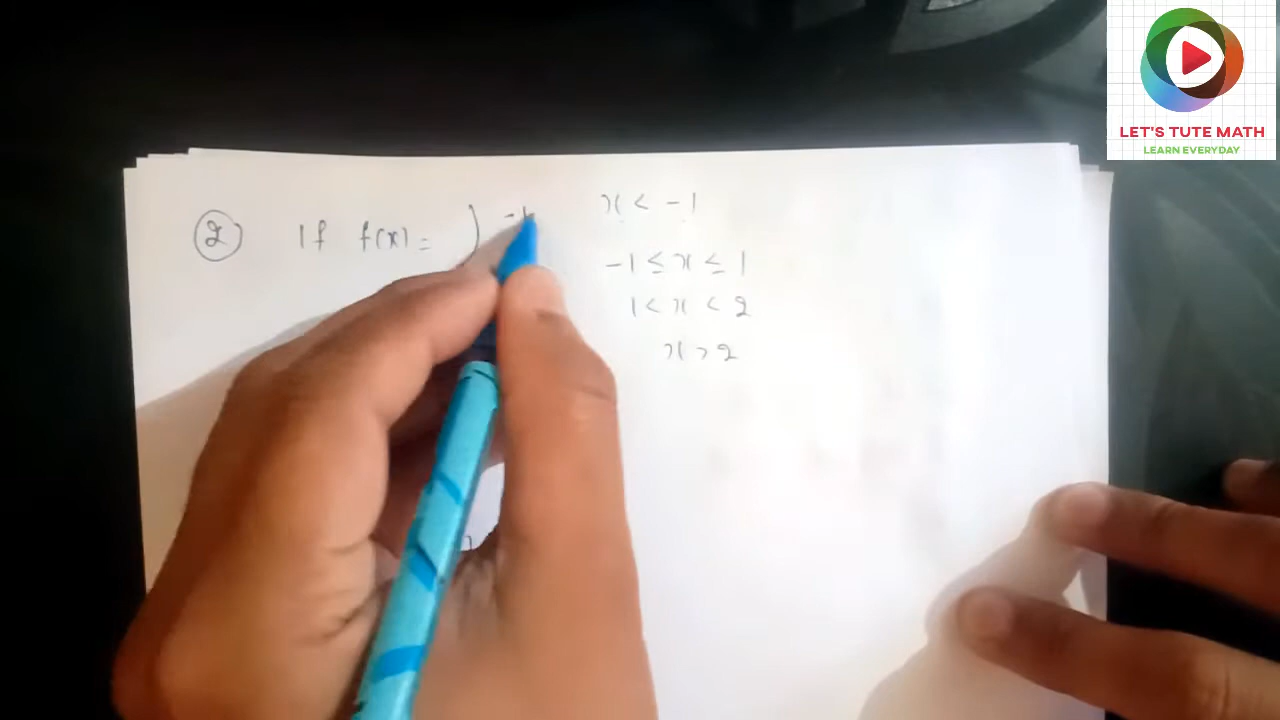 LET'S TUTE MATH
LEARN EVERYDAY
2 If f(x) =
x < -1
-1 ≤ x ≤ 1
1 < x < 2
x > 2